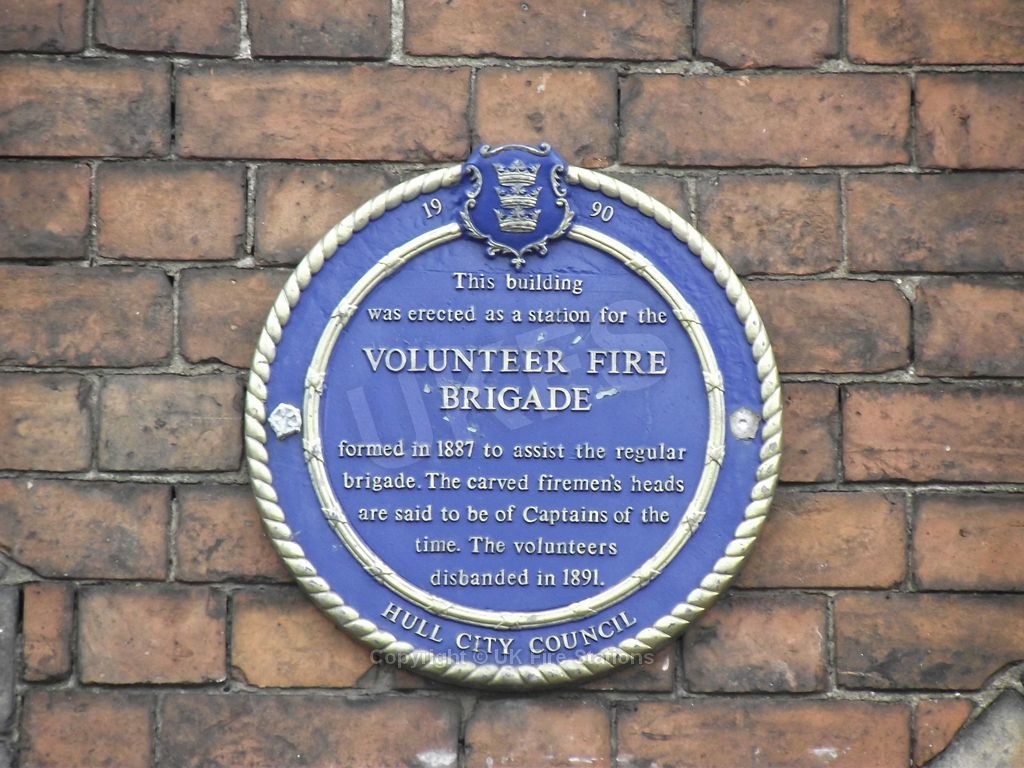 19 90
This building
was erected as a station for the
VOLUNTEER FIRE
BRIGADE
formed in 1887 to assist the regular
brigade. The carved firemen's heads
are said to be of Captains of the
time. The volunteers
disbanded in 1891.
HULL CITY COUNCIL
UKFS
Copyright © UK Fire Stations